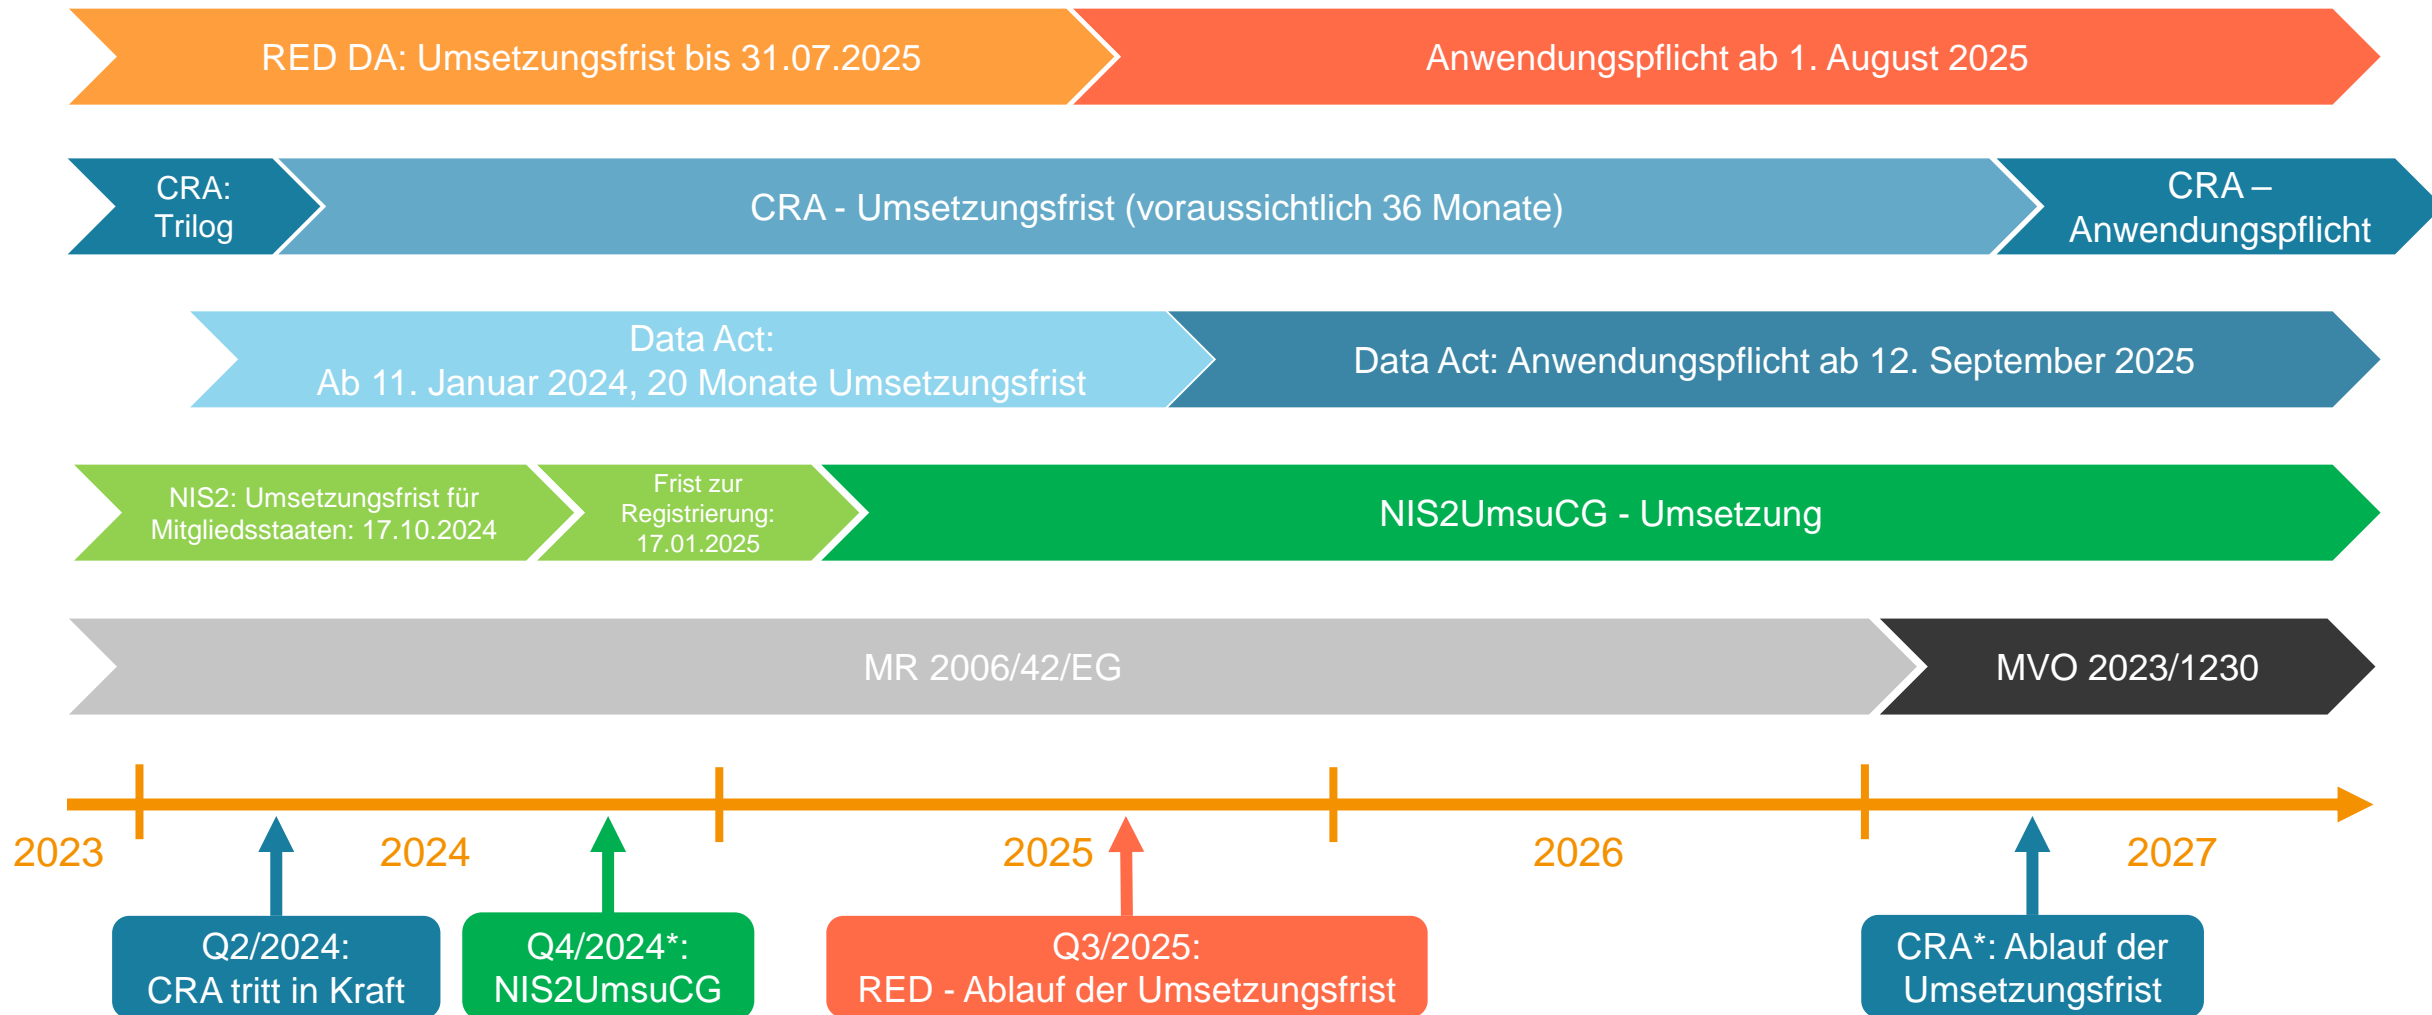 RED DA: Umsetzungsfrist bis 31.07.2025
Anwendungspflicht ab 1. August 2025
CRA:
Trilog
CRA - Umsetzungsfrist (voraussichtlich 36 Monate)
CRA –
Anwendungspflicht
Data Act:
Ab 11. Januar 2024, 20 Monate Umsetzungsfrist
Data Act: Anwendungspflicht ab 12. September 2025
NIS2: Umsetzungsfrist für
Mitgliedsstaaten: 17.10.2024
Frist zur
Registrierung:
17.01.2025
NIS2UmsuCG - Umsetzung
MR 2006/42/EG
MVO 2023/1230
2023
2024
2025
2026
2027
Q2/2024:
CRA tritt in Kraft
Q4/2024*:
NIS2UmsuCG
Q3/2025:
RED - Ablauf der Umsetzungsfrist
CRA*: Ablauf der
Umsetzungsfrist